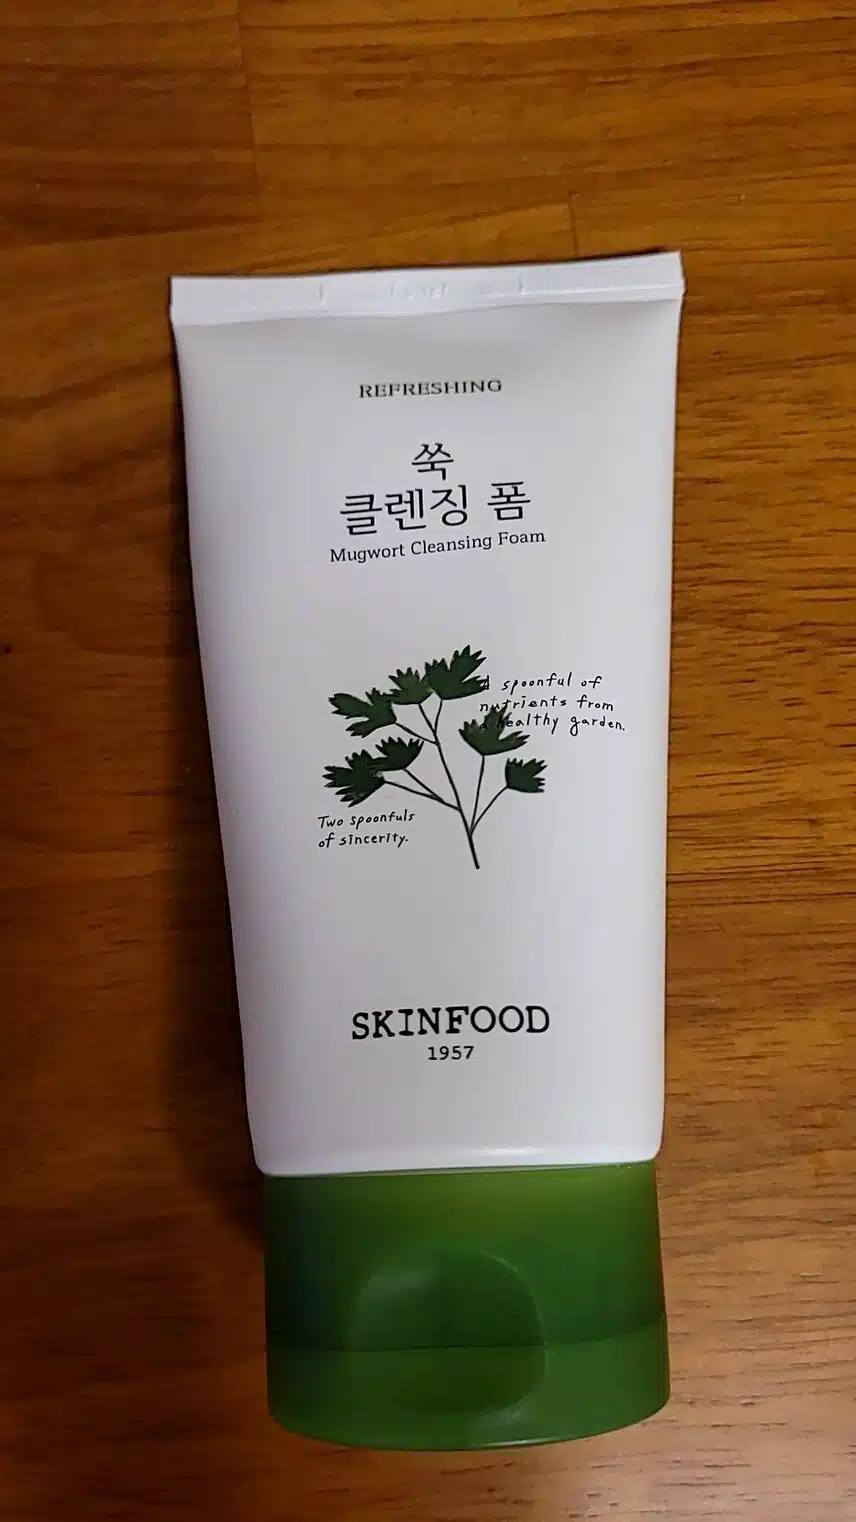 REFRESHING
쑥
클렌징 폼
Mugwort Cleansing Foam
A spoonful of
nutrients from
a healthy garden.
Two spoonfuls
of sincerity.
SKINFOOD
1957